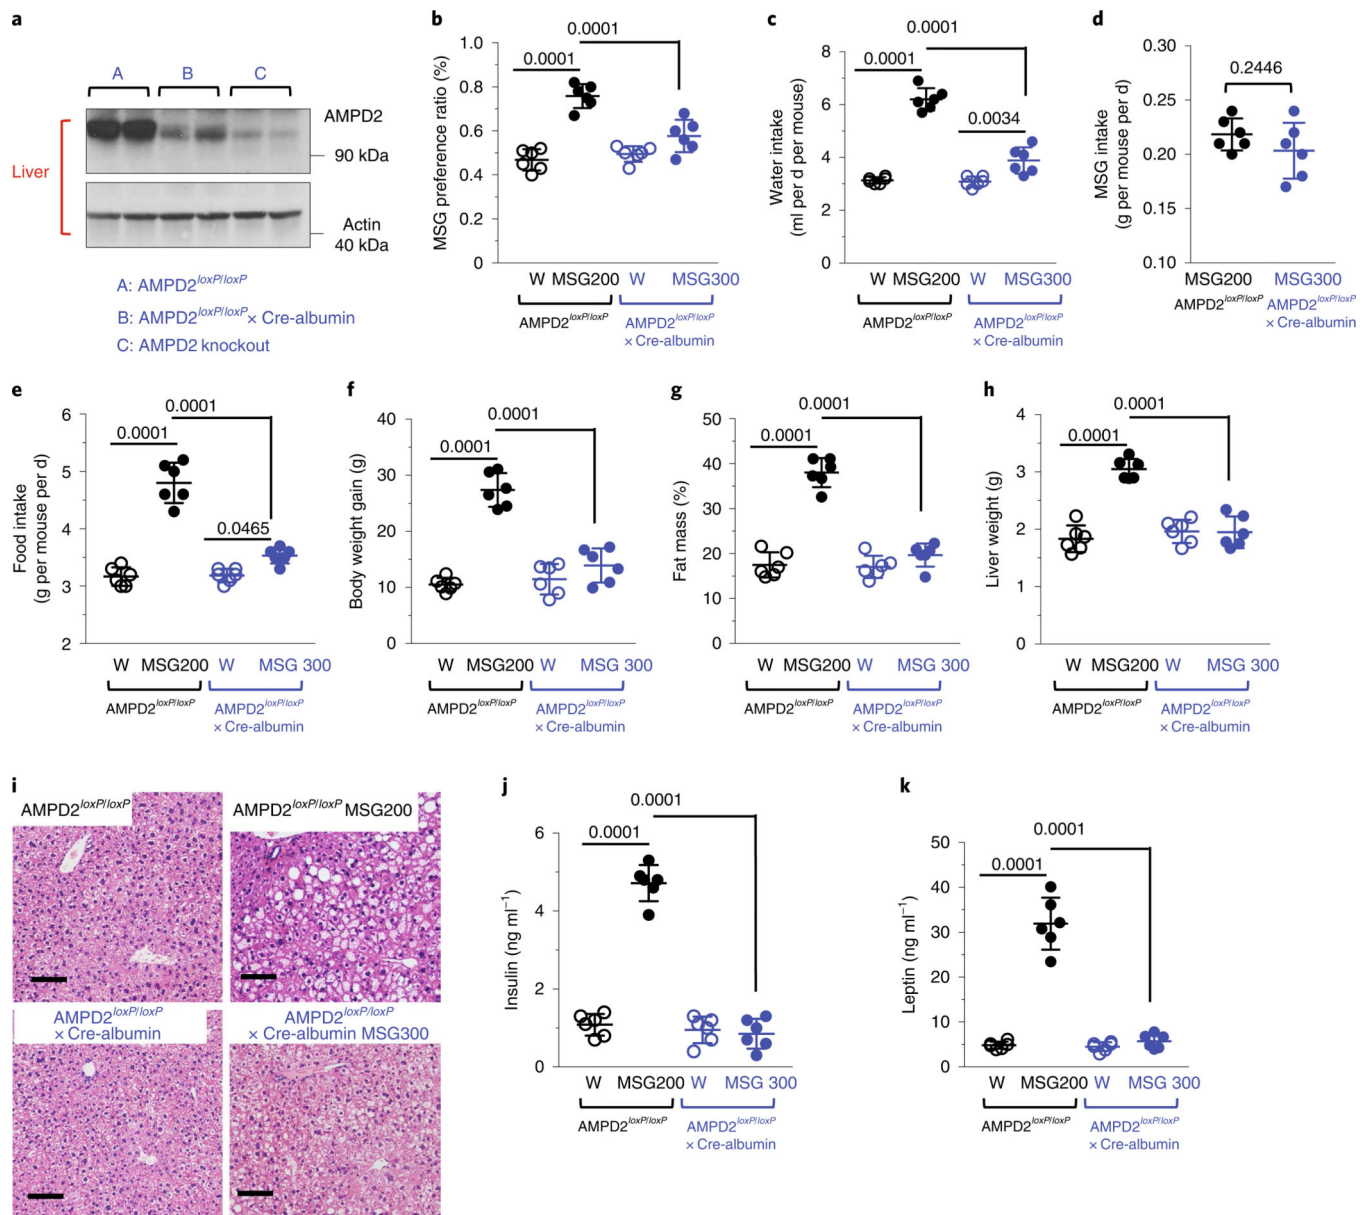 a
A B C
AMPD2
90 kDa
Liver
Actin
40 kDa
A: AMPD2loxP/loxP
B: AMPD2loxP/loxP × Cre-albumin
C: AMPD2 knockout
b
0.0001
0.0001
MSG preference ratio (%)
1.0
0.8
0.6
0.4
0.2
0
W MSG200 W MSG300
AMPD2loxP/loxP AMPD2loxP/loxP
× Cre-albumin
c
0.0001
0.0001
0.0034
Water intake
(ml per d per mouse)
8
6
4
2
0
W MSG200 W MSG300
AMPD2loxP/loxP AMPD2loxP/loxP
× Cre-albumin
d
0.2446
MSG intake
(g per mouse per d)
0.30
0.25
0.20
0.15
0.10
MSG200 MSG300
AMPD2loxP/loxP AMPD2loxP/loxP
× Cre-albumin
e
0.0001
0.0001
0.0465
Food intake
(g per mouse per d)
6
5
4
3
2
W MSG200 W MSG 300
AMPD2loxP/loxP AMPD2loxP/loxP
× Cre-albumin
f
0.0001
0.0001
Body weight gain (g)
40
30
20
10
0
W MSG200 W MSG 300
AMPD2loxP/loxP AMPD2loxP/loxP
× Cre-albumin
g
0.0001
0.0001
Fat mass (%)
50
40
30
20
10
0
W MSG200 W MSG 300
AMPD2loxP/loxP AMPD2loxP/loxP
× Cre-albumin
h
0.0001
0.0001
Liver weight (g)
4
3
2
1
0
W MSG200 W MSG 300
AMPD2loxP/loxP AMPD2loxP/loxP
× Cre-albumin
i
AMPD2loxP/loxP
AMPD2loxP/loxP MSG200
AMPD2loxP/loxP
× Cre-albumin
AMPD2loxP/loxP
× Cre-albumin MSG300
j
0.0001
0.0001
Insulin (ng ml−1)
6
4
2
0
W MSG200 W MSG 300
AMPD2loxP/loxP AMPD2loxP/loxP
× Cre-albumin
k
0.0001
0.0001
Leptin (ng ml−1)
50
40
30
20
10
0
W MSG200 W MSG 300
AMPD2loxP/loxP AMPD2loxP/loxP
× Cre-albumin